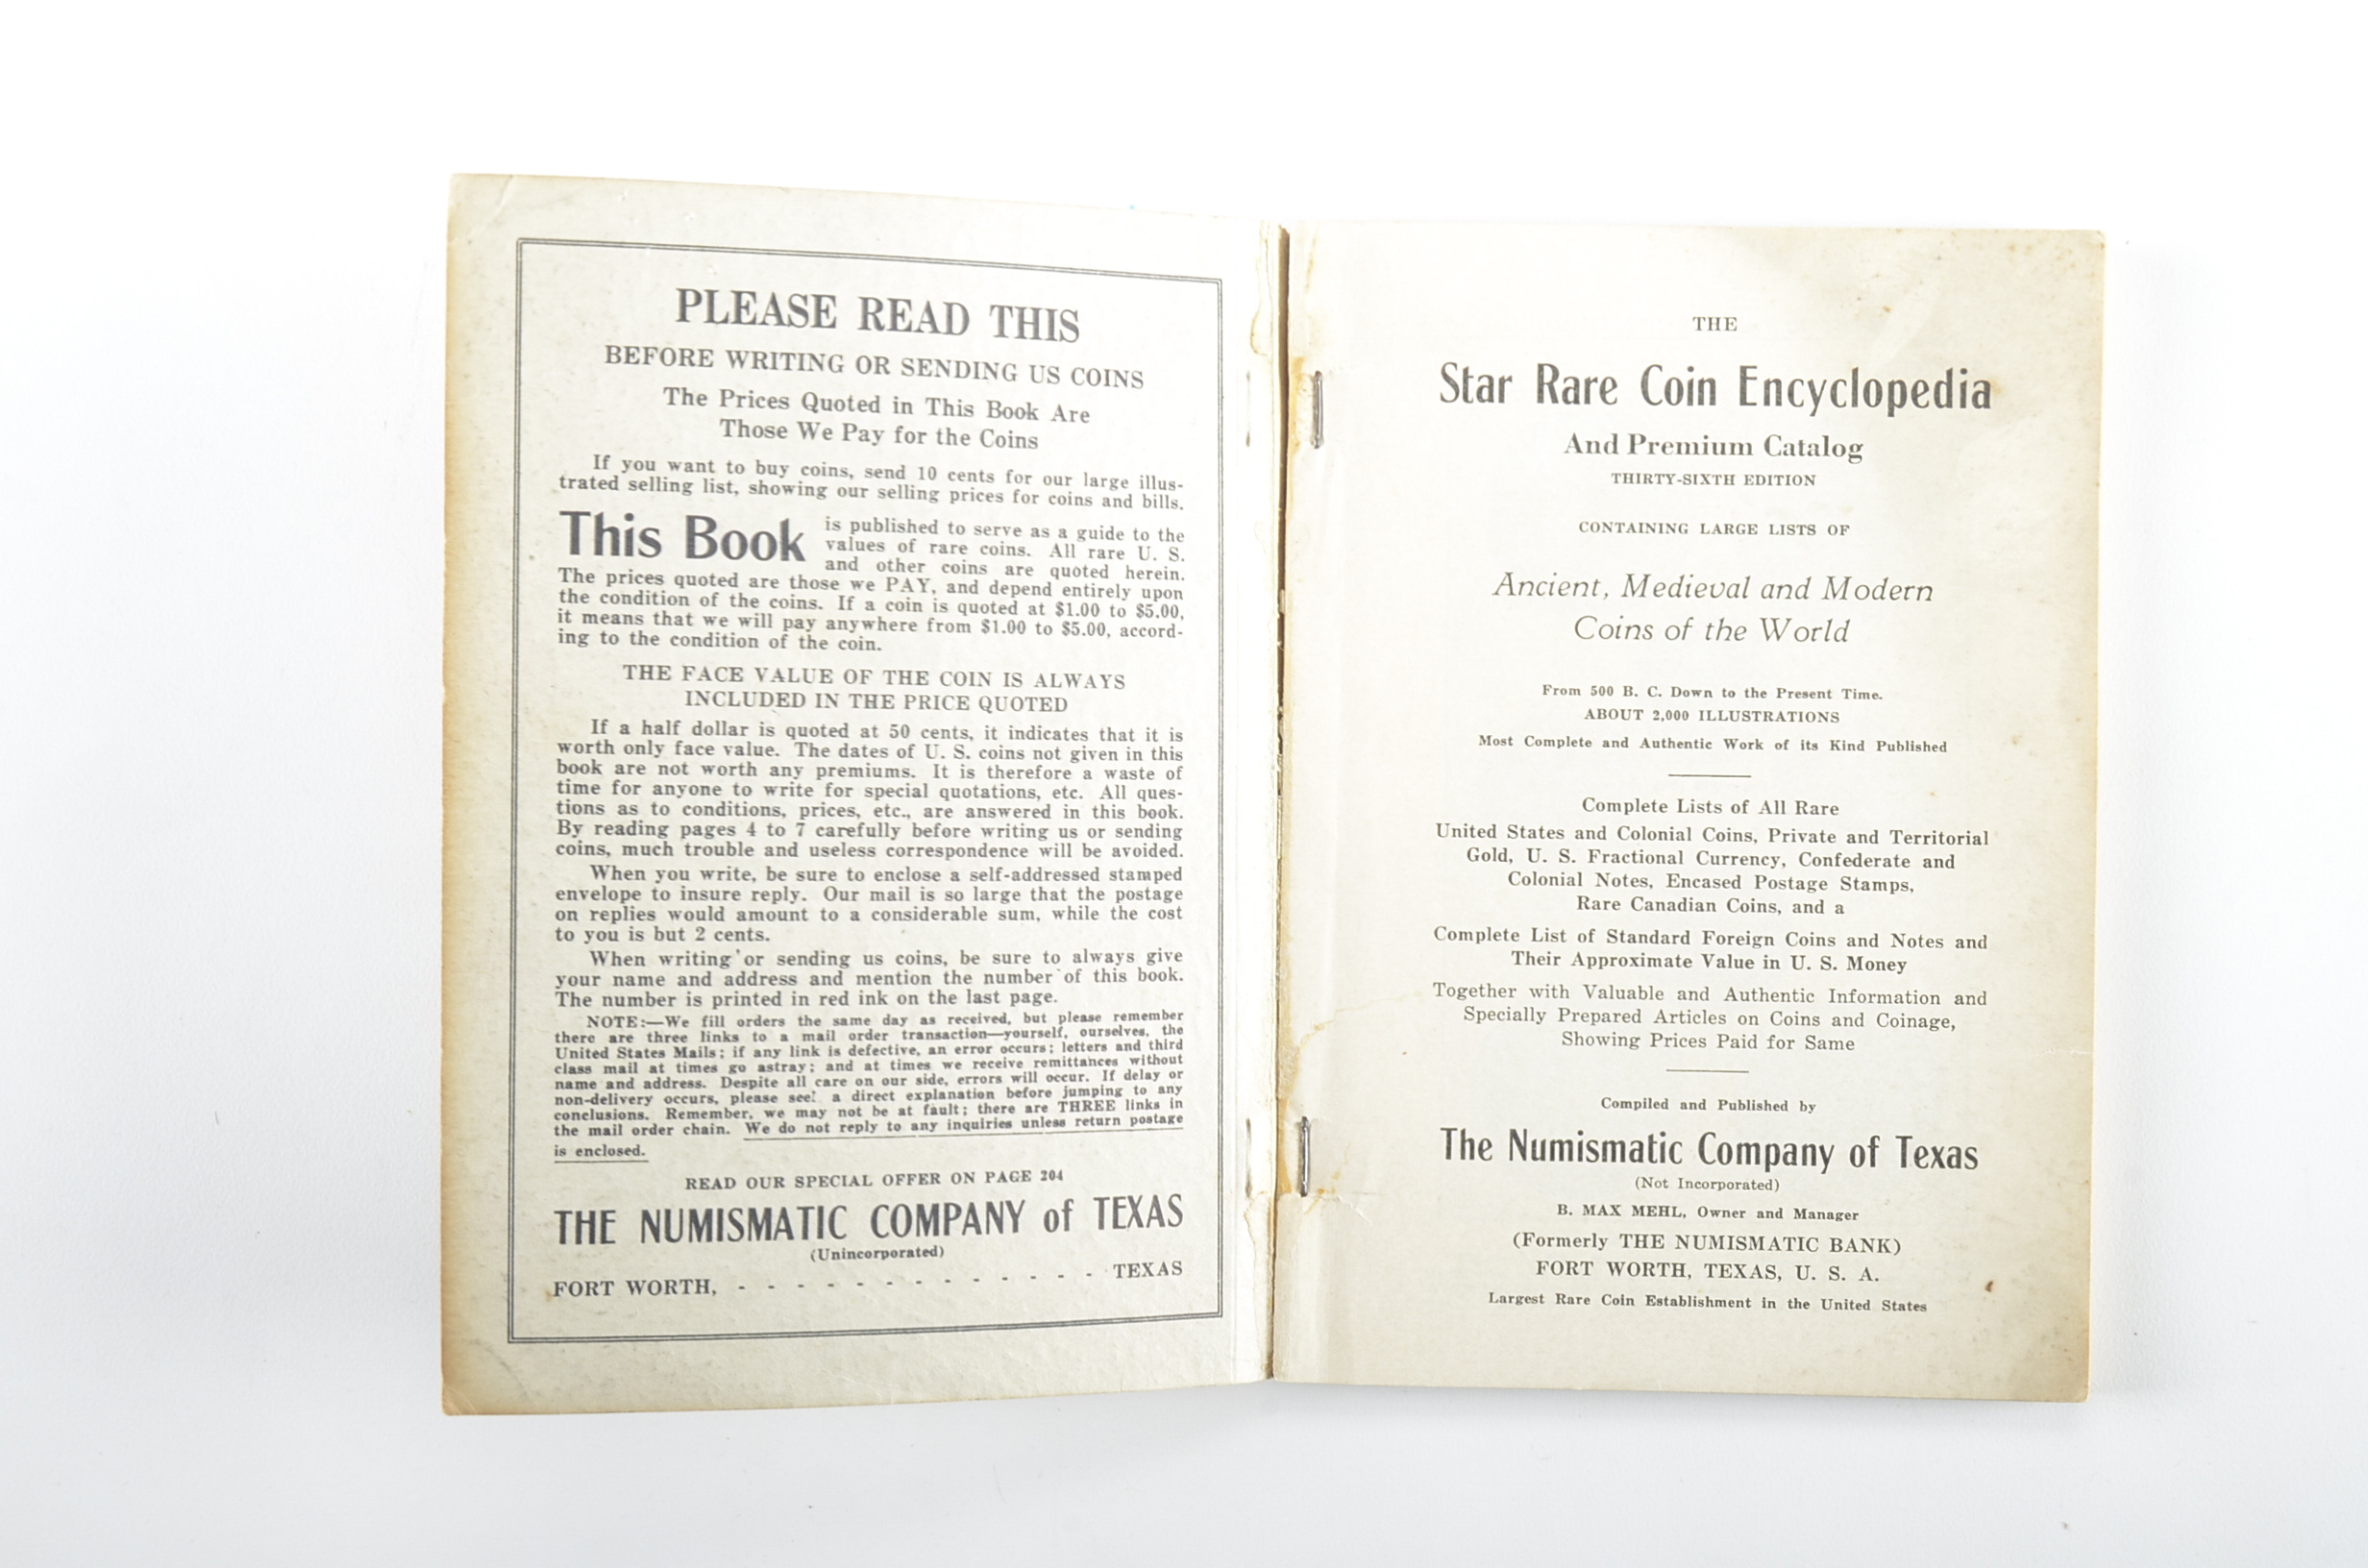 PLEASE READ THIS
BEFORE WRITING OR SENDING US COINS
The Prices Quoted in This Book Are
Those We Pay for the Coins
If you want to buy coins, send 10 cents for our large illus-
trated selling list, showing our selling prices for coins and bills.
This Book is published to serve as a guide to the
values of rare coins. All rare U. S.
and other coins are quoted herein.
The prices quoted are those we PAY, and depend entirely upon
the condition of the coins. If a coin is quoted at $1.00 to $5.00,
it means that we will pay anywhere from $1.00 to $5.00, accord-
ing to the condition of the coin.
THE FACE VALUE OF THE COIN IS ALWAYS
INCLUDED IN THE PRICE QUOTED
If a half dollar is quoted at 50 cents, it indicates that it is
worth only face value. The dates of U. S. coins not given in this
book are not worth any premiums. It is therefore a waste of
time for anyone to write for special quotations, etc. All ques-
tions as to conditions, prices, etc., are answered in this book.
By reading pages 4 to 7 carefully before writing us or sending
coins, much trouble and useless correspondence will be avoided.
When you write, be sure to enclose a self-addressed stamped
envelope to insure reply. Our mail is so large that the postage
on replies would amount to a considerable sum, while the cost
to you is but 2 cents.
When writing or sending us coins, be sure to always give
your name and address and mention the number of this book.
The number is printed in red ink on the last page.
NOTE:—We fill orders the same day as received, but please remember
there are three links to a mail order transaction—yourself, ourselves, the
United States Mails; if any link is defective, an error occurs; letters and third
class mail at times go astray; and at times we receive remittances without
name and address. Despite all care on our side, errors will occur. If delay or
non-delivery occurs, please see! a direct explanation before jumping to any
conclusions. Remember, we may not be at fault; there are THREE links in
the mail order chain. We do not reply to any inquiries unless return postage
is enclosed.
READ OUR SPECIAL OFFER ON PAGE 204
THE NUMISMATIC COMPANY of TEXAS
(Unincorporated)
FORT WORTH, - - - - - - - - - - - - - TEXAS
THE
Star Rare Coin Encyclopedia
And Premium Catalog
THIRTY-SIXTH EDITION
CONTAINING LARGE LISTS OF
Ancient, Medieval and Modern
Coins of the World
From 500 B. C. Down to the Present Time.
ABOUT 2,000 ILLUSTRATIONS
Most Complete and Authentic Work of its Kind Published
Complete Lists of All Rare
United States and Colonial Coins, Private and Territorial
Gold, U. S. Fractional Currency, Confederate and
Colonial Notes, Encased Postage Stamps,
Rare Canadian Coins, and a
Complete List of Standard Foreign Coins and Notes and
Their Approximate Value in U. S. Money
Together with Valuable and Authentic Information and
Specially Prepared Articles on Coins and Coinage,
Showing Prices Paid for Same
Compiled and Published by
The Numismatic Company of Texas
(Not Incorporated)
B. MAX MEHL, Owner and Manager
(Formerly THE NUMISMATIC BANK)
FORT WORTH, TEXAS, U. S. A.
Largest Rare Coin Establishment in the United States